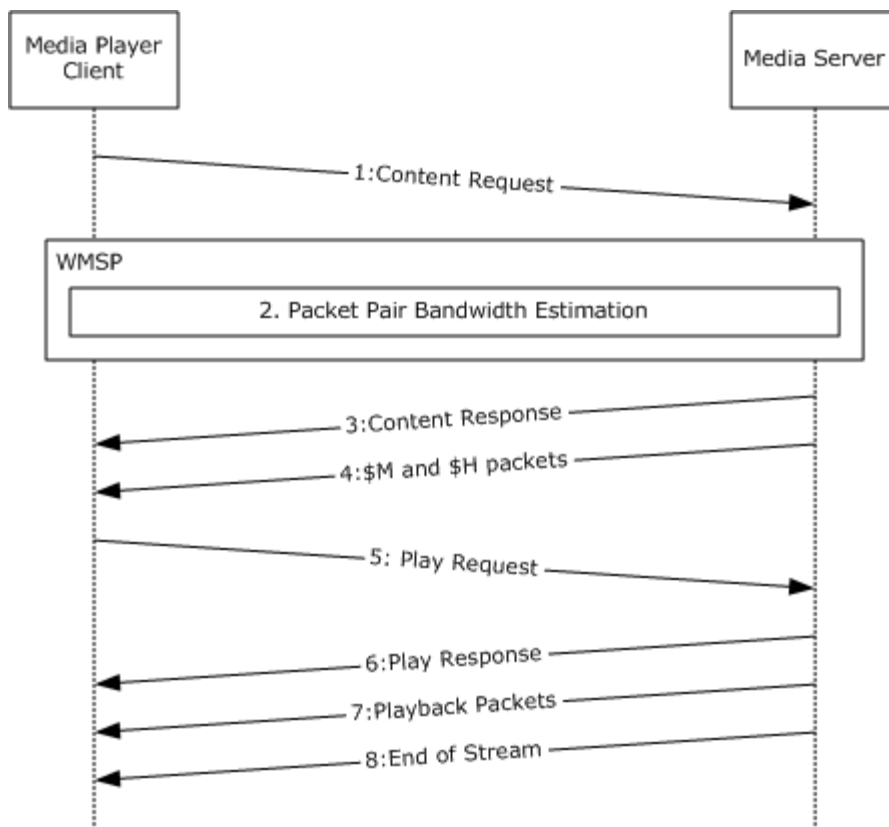 Media Player
Client
Media Server
1:Content Request
WMSP
2. Packet Pair Bandwidth Estimation
3:Content Response
4:$M and $H packets
5: Play Request
6:Play Response
7:Playback Packets
8:End of Stream